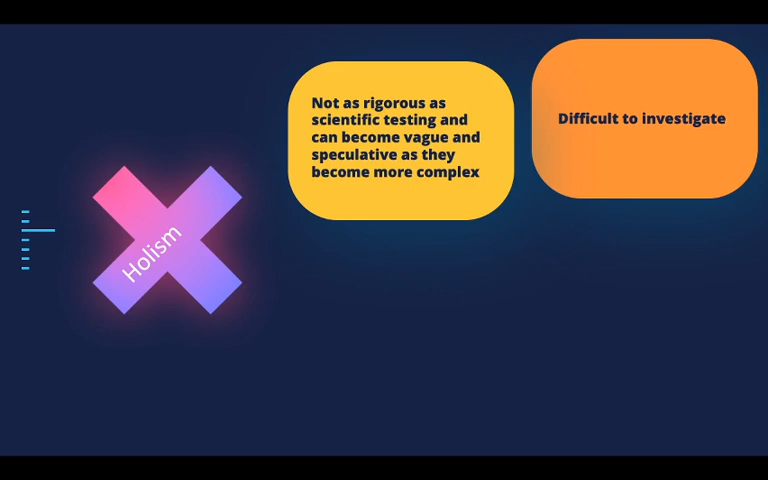 Not as rigorous as
scientific testing and
can become vague and
speculative as they
become more complex
Difficult to investigate
Holism